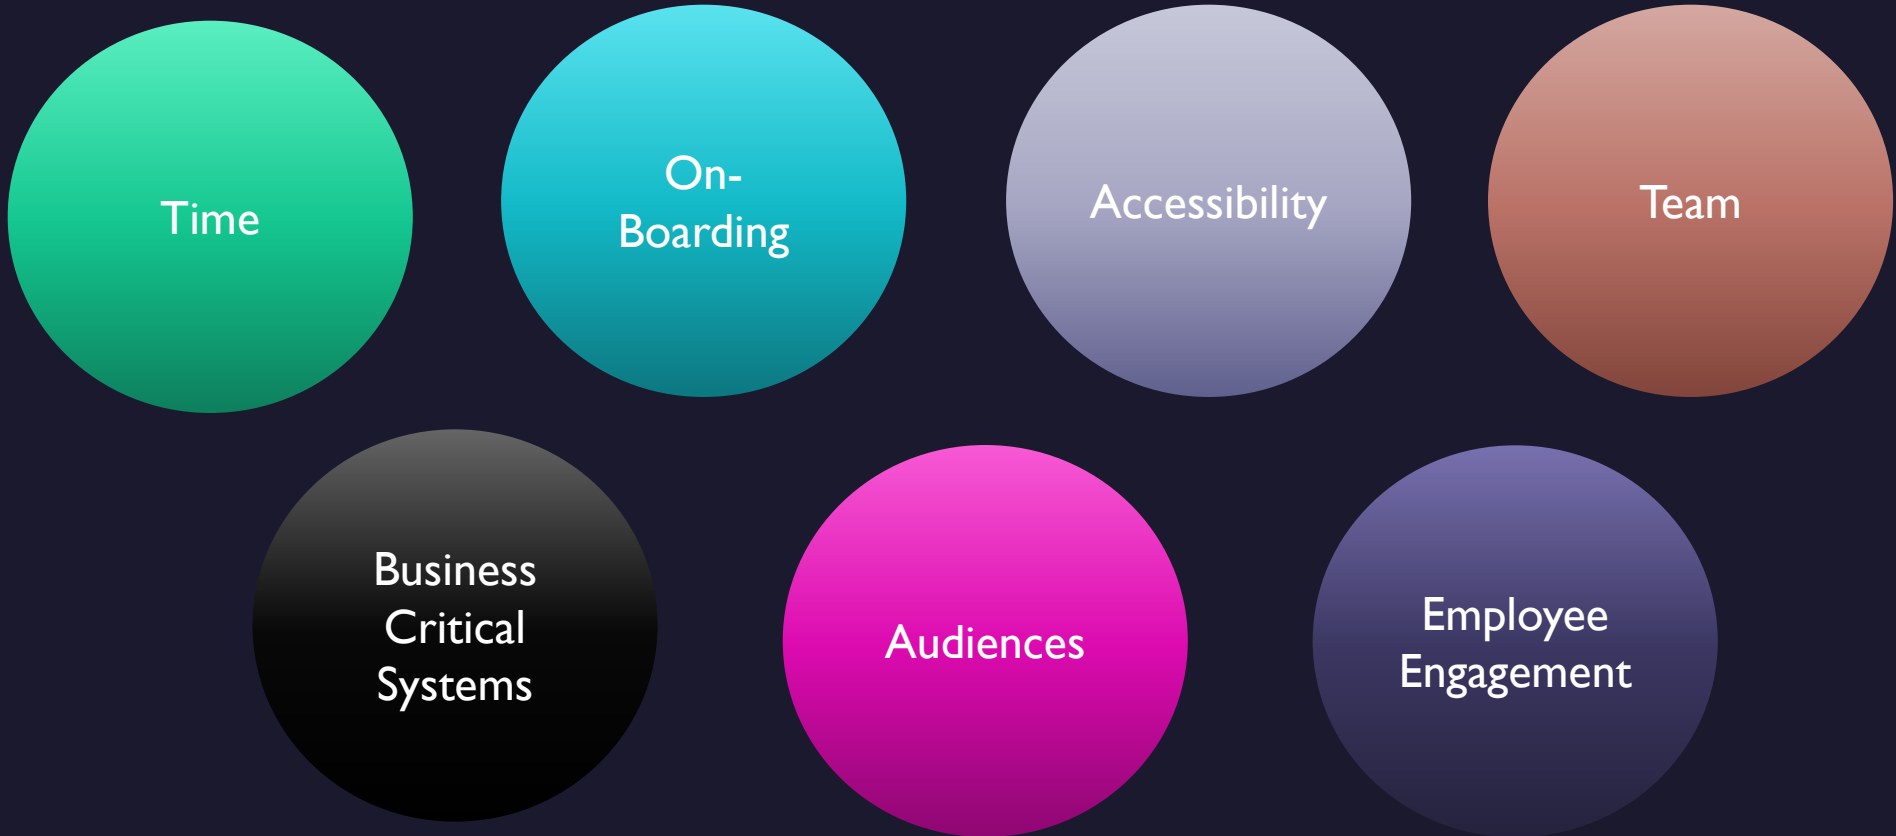 Time
On-
Boarding
Accessibility
Team
Business
Critical
Systems
Audiences
Employee
Engagement